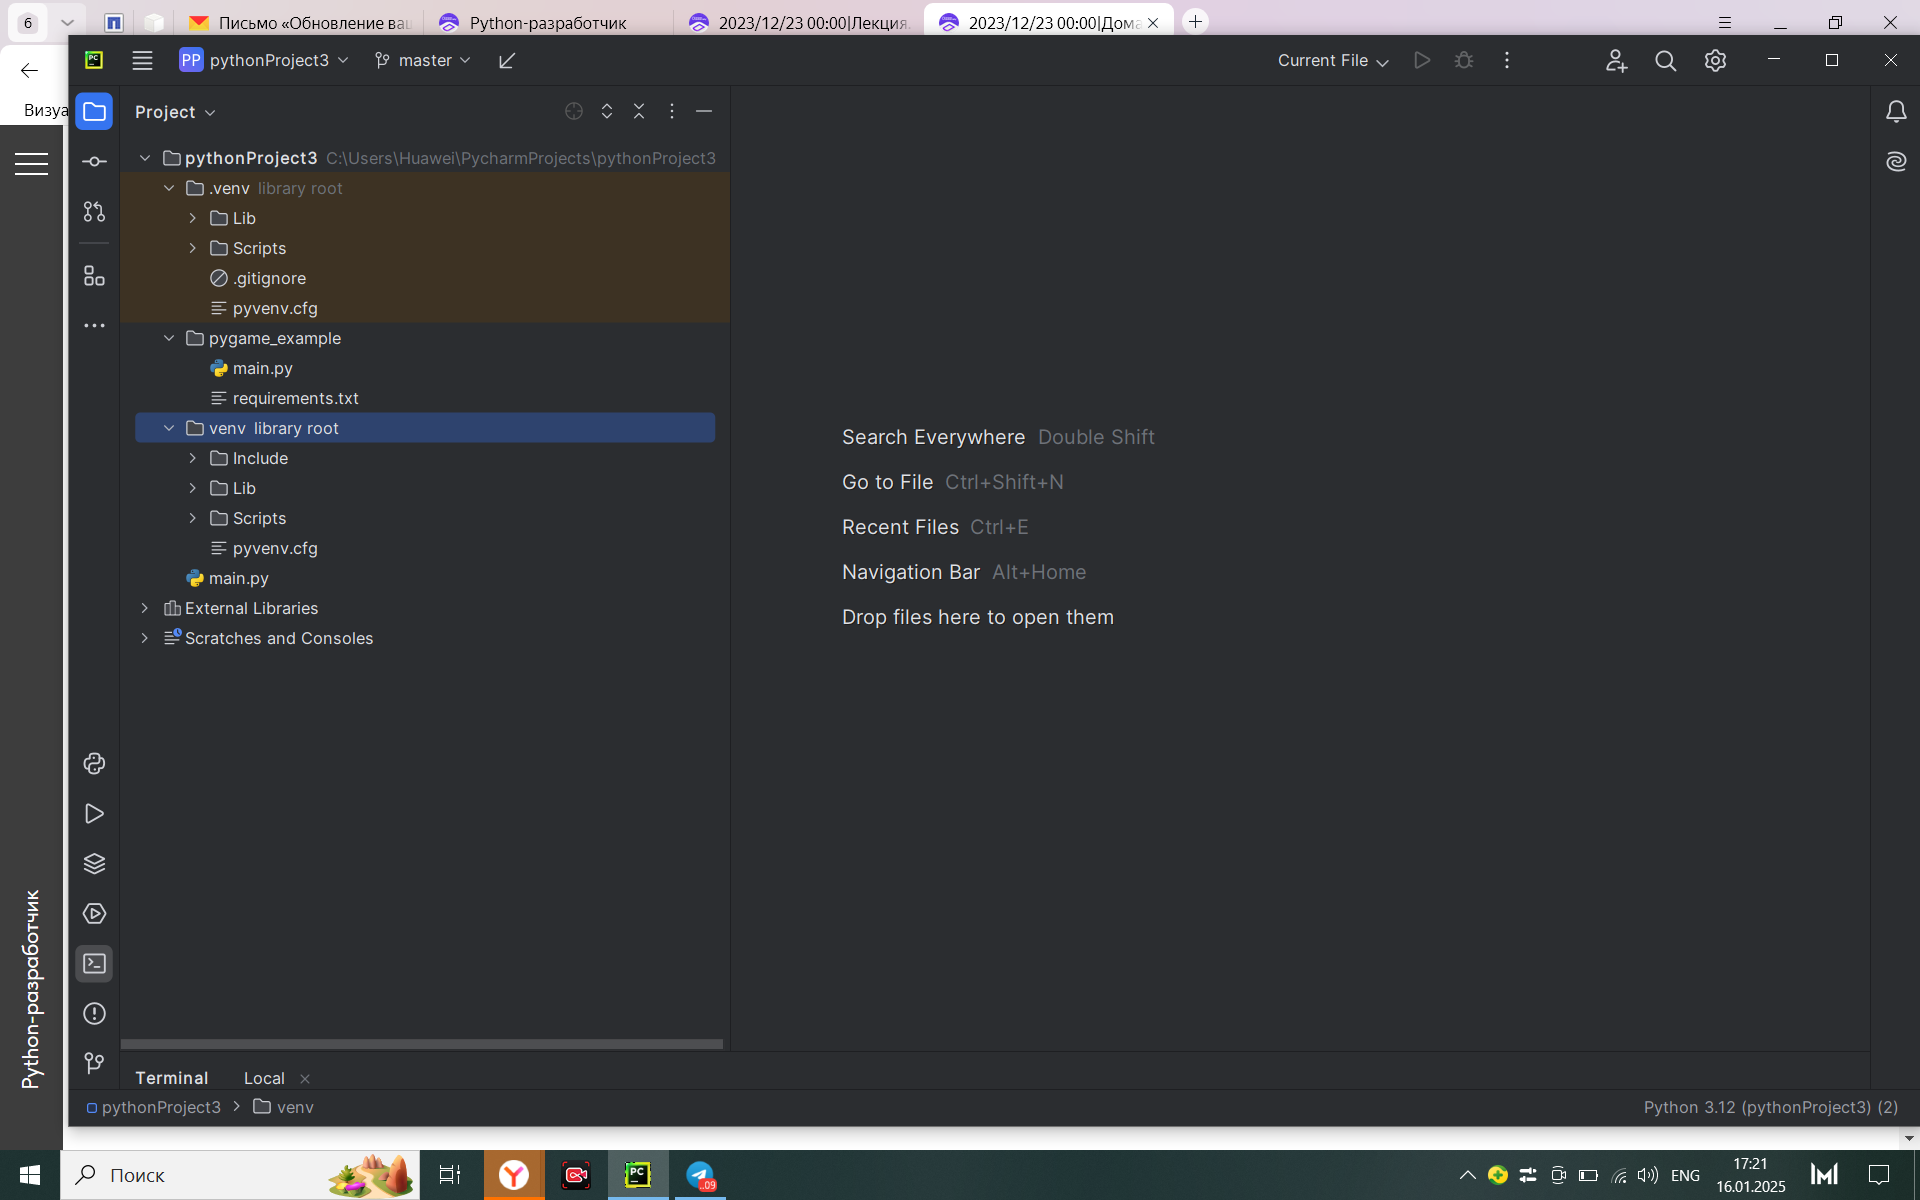 6
Письмо «Обновление ваш
Python-разработчик
2023/12/23 00:00|Лекция.
2023/12/23 00:00|Дома
PC
PP pythonProject3
master
Current File
Визуа
Project
pythonProject3 C:\Users\Huawei\PycharmProjects\pythonProject3
.venv library root
Lib
Scripts
.gitignore
pyvenv.cfg
pygame_example
main.py
requirements.txt
venv library root
Include
Lib
Scripts
pyvenv.cfg
main.py
External Libraries
Scratches and Consoles
Search Everywhere Double Shift
Go to File Ctrl+Shift+N
Recent Files Ctrl+E
Navigation Bar Alt+Home
Drop files here to open them
Python-разработчик
Terminal
Local
pythonProject3 > venv
Python 3.12 (pythonProject3) (2)
Поиск
PC
..09
ENG
17:21
16.01.2025